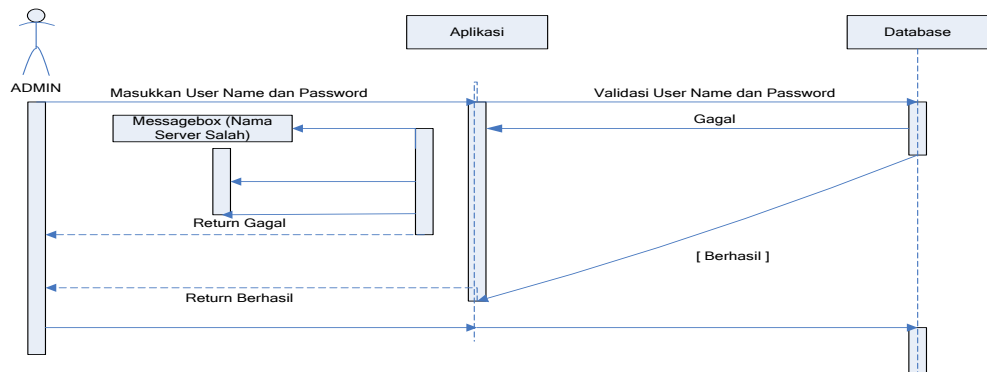 Aplikasi
Database
ADMIN
Masukkan User Name dan Password
Validasi User Name dan Password
Messagebox (Nama
Server Salah)
Gagal
Return Gagal
[ Berhasil ]
Return Berhasil